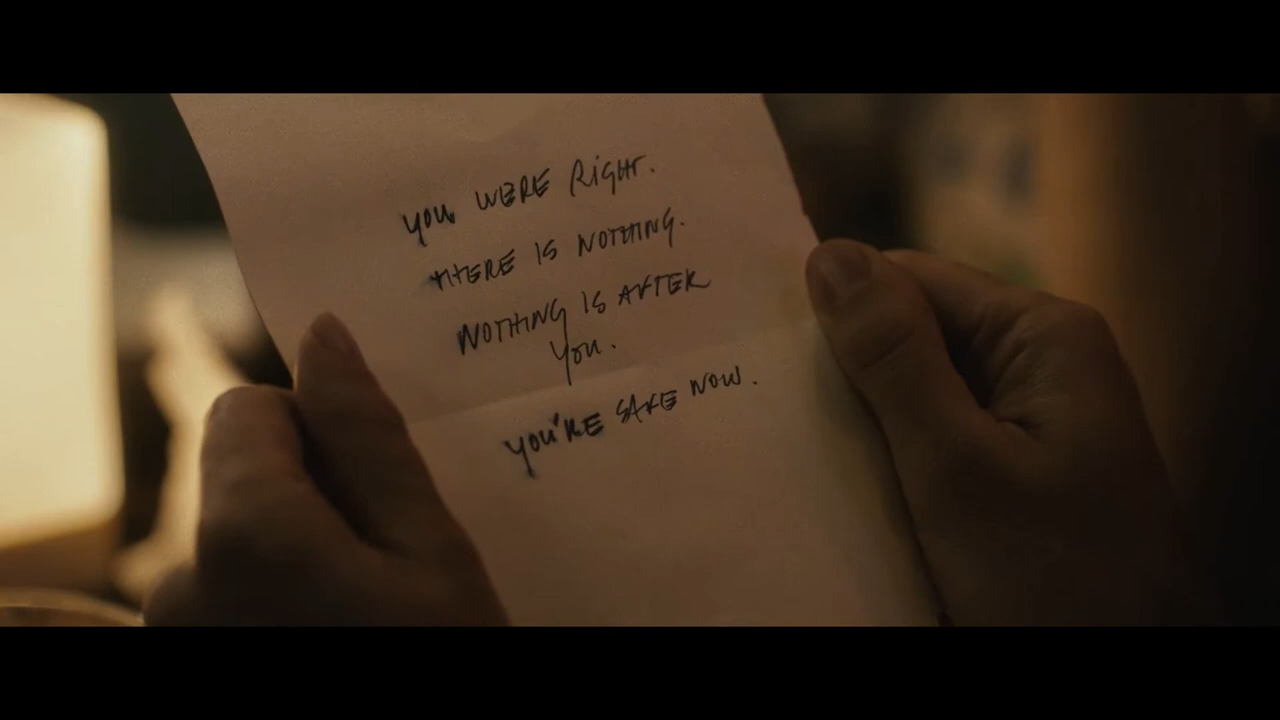 YOU WERE RIGHT.
THERE IS NOTHING.
NOTHING IS AFTER
YOU.
YOU'RE SAFE NOW.